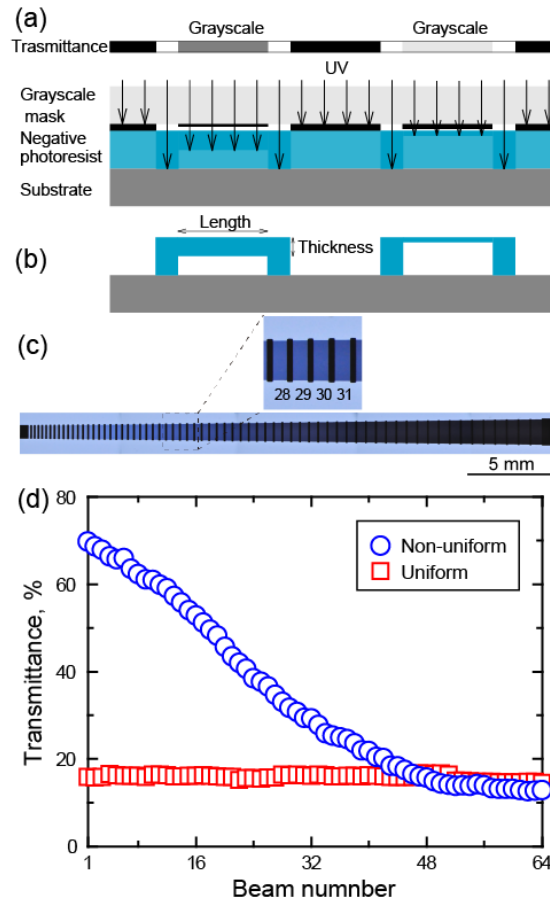 (a)
Grayscale Grayscale
Trasmittance
UV
Grayscale
mask
Negative
photoresist
Substrate
Length
(b)
Thickness
(c)
28 29 30 31
5 mm
(d)
80
60
40
20
0
Transmittance, %
Non-uniform
Uniform
1 16 32 48 64
Beam numnber